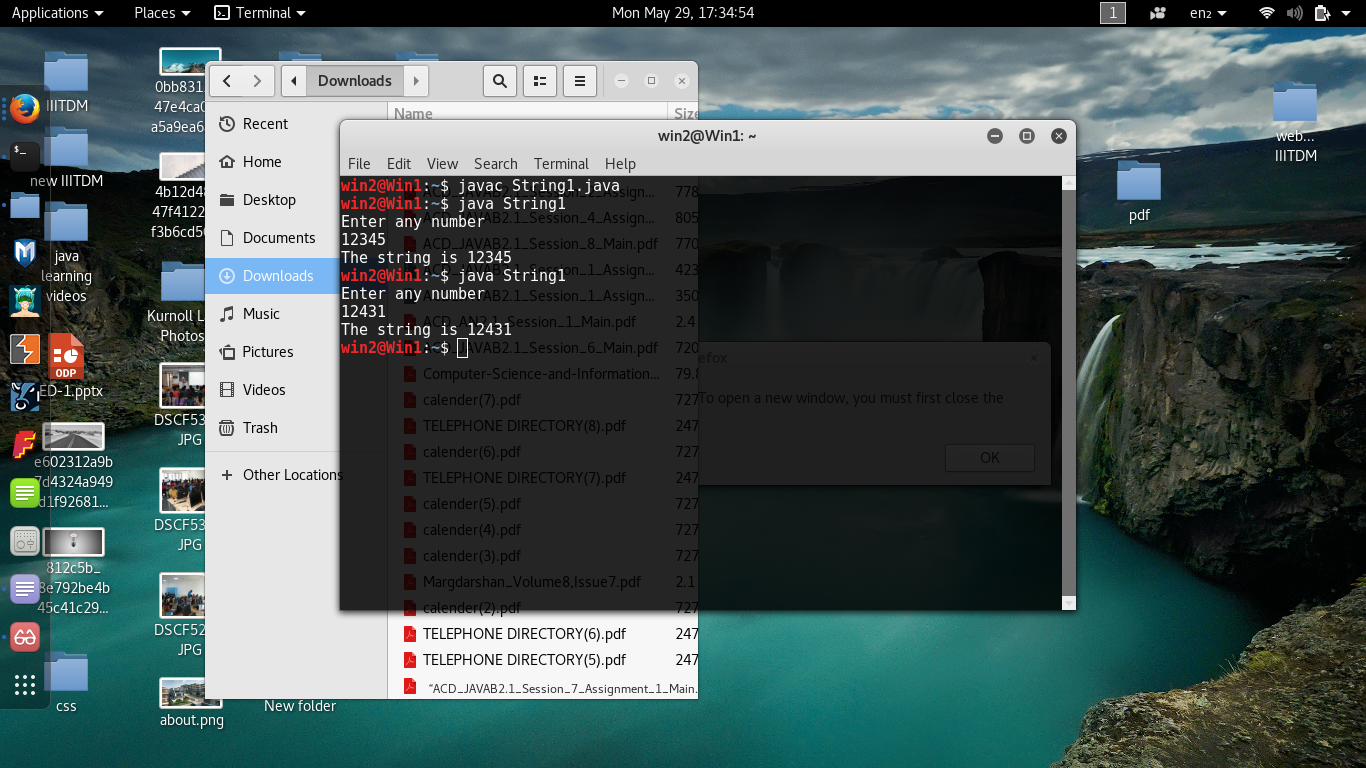 Applications
Places
Terminal
Mon May 29, 17:34:54
1
en₂
IIITDM
new IIITDM
java
learning
videos
ED-1.pptx
ODP
e602312a9b
7d4324a949
d1f92681...
812c5b_
8e792be4b
45c41c29...
css
0bb831
47e4ca0
a5a9ea6
4b12d48
47f4122
f3b6cd50
Kurnoll L
Photos
DSCF53
JPG
DSCF53
JPG
DSCF52
JPG
about.png
New folder
web...
IIITDM
pdf
Downloads
Recent
Home
Desktop
Documents
Downloads
Music
Pictures
Videos
Trash
Other Locations
Name
Size
win2@Win1: ~
File Edit View Search Terminal Help
win2@Win1:~$ javac String1.java
win2@Win1:~$ java String1
Enter any number
12345
The string is 12345
win2@Win1:~$ java String1
Enter any number
12431
The string is 12431
win2@Win1:~$
778
ACD_JAVAB2.1_Session_4_Assign... 805
ACD_JAVAB2.1_Session_8_Main.pdf 770
ACD_JAVAB2.1_Session_1_Assign... 423
ACD_JAVAB2.1_Session_1_Assign... 350
ACD_AN2.1_Session_1_Main.pdf 2.4
JAVAB2.1_Session_6_Main.pdf 720
Computer-Science-and-Information... 79.8
calender(7).pdf 727
TELEPHONE DIRECTORY(8).pdf 247
calender(6).pdf 727
TELEPHONE DIRECTORY(7).pdf 247
calender(5).pdf 727
calender(4).pdf 727
calender(3).pdf 727
Margdarshan_Volume8,Issue7.pdf 2.1
calender(2).pdf 727
TELEPHONE DIRECTORY(6).pdf 247
TELEPHONE DIRECTORY(5).pdf 247
"ACD_JAVAB2.1_Session_7_Assignment_1_Main.
efox
To open a new window, you must first close the
OK